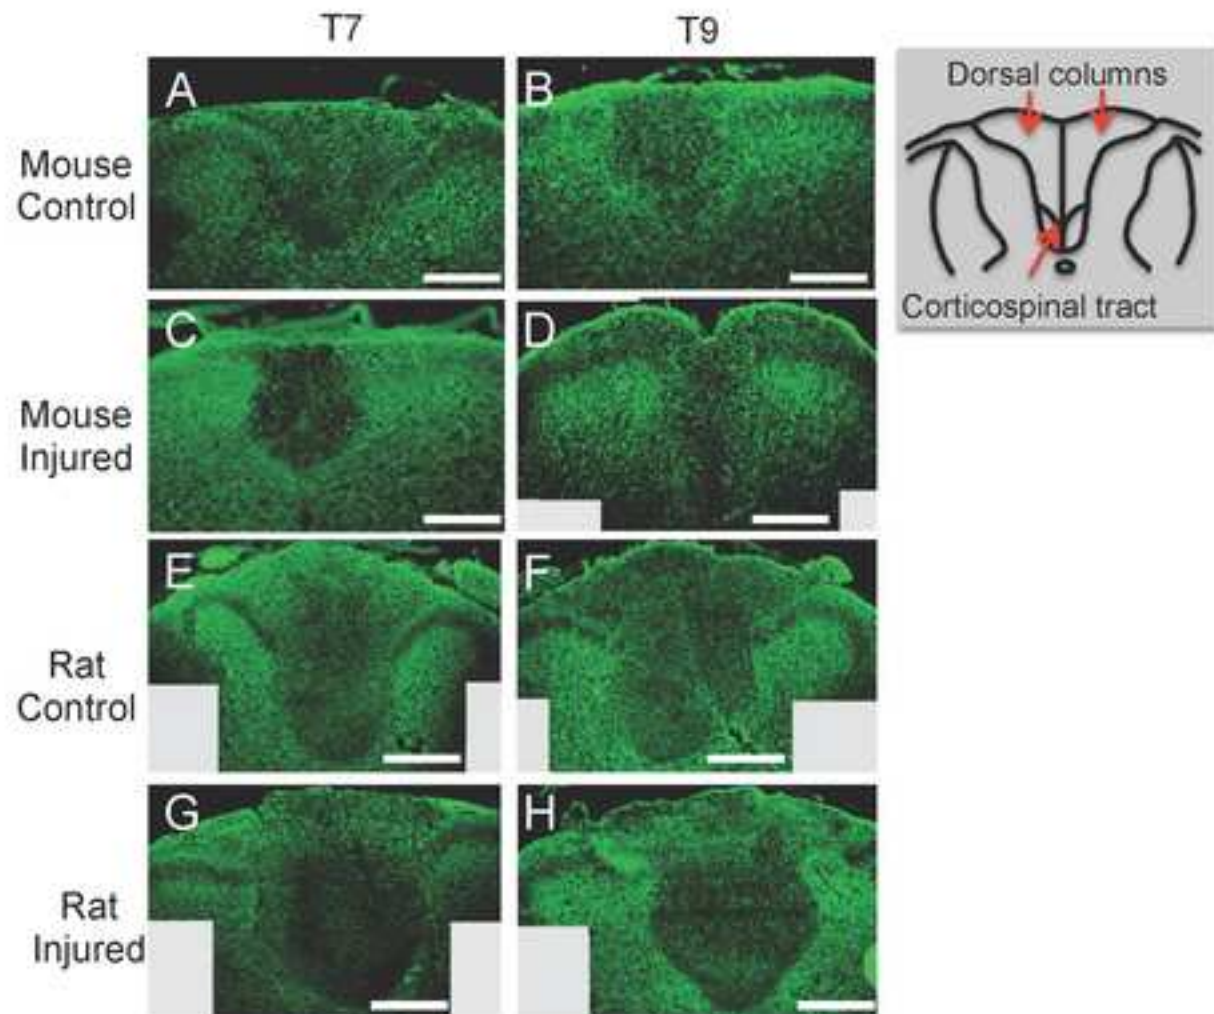 T7 T9
A
B
Dorsal columns
Corticospinal tract
Mouse
Control
C
D
Mouse
Injured
E
F
Rat
Control
G
H
Rat
Injured